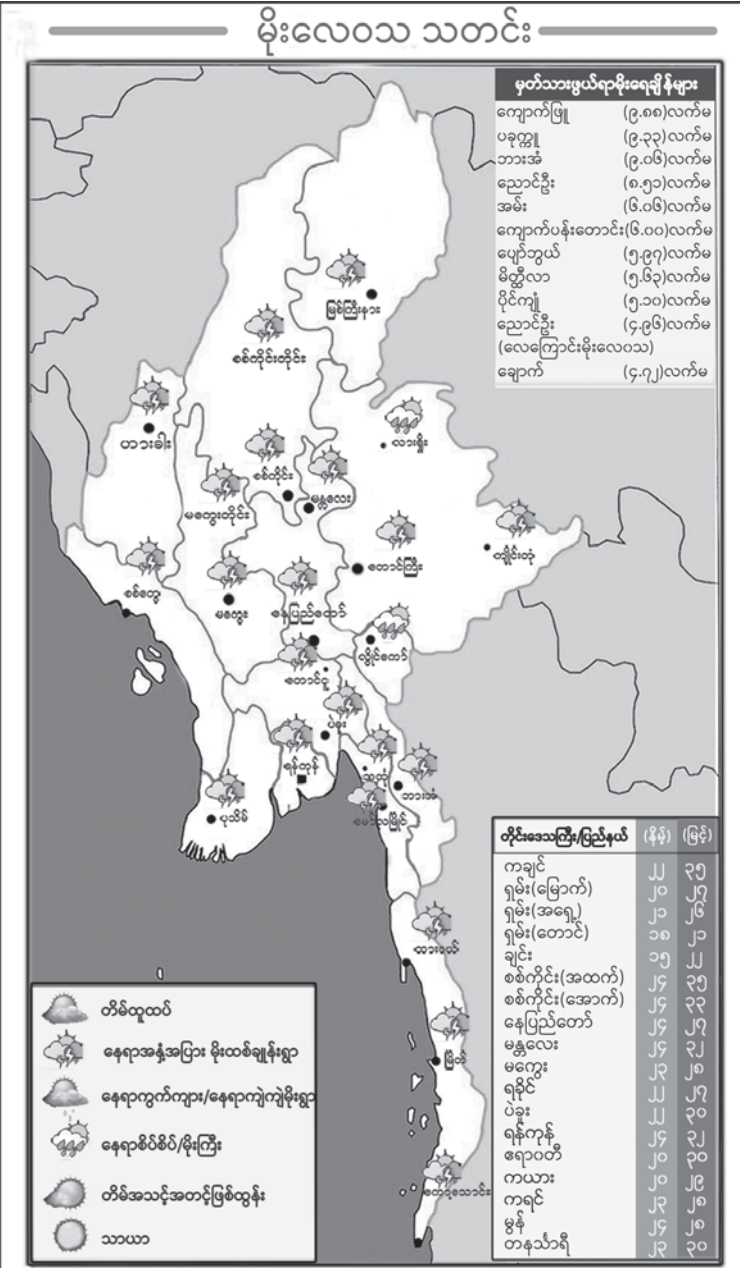 မိုးလေဝသ သတင်း
မှတ်သားဖွယ်ရာမိုးရေချိန်များ
ကျောက်ဖြူ (၉.၈၈)လက်မ
ပခုက္ကူ (၉.၃၃)လက်မ
ဘားအံ (၉.၀၆)လက်မ
ညောင်ဦး (၈.၅၁)လက်မ
အမ်း (၆.၀၆)လက်မ
ကျောက်ပန်းတောင်း(၆.၀၀)လက်မ
ပျော်ဘွယ် (၅.၉၇)လက်မ
မိတ္ထီလာ (၅.၆၃)လက်မ
ပိုင်ကျုံ (၅.၁၀)လက်မ
ညောင်ဦး (၄.၉၆)လက်မ
(လေကြောင်းမိုးလေဝသ)
ချောက် (၄.၇၂)လက်မ
မြစ်ကြီးနား
စစ်ကိုင်းတိုင်း
ဟားခါး
လားရှိုး
စစ်ကိုင်း
မန္တလေး
မကွေးတိုင်း
ကျိုင်းတုံ
တောင်ကြီး
စစ်တွေ
မကွေး
နေပြည်တော်
လွိုင်ကော်
တောင်ငူ
ပဲခူး
ရန်ကုန်
သထုံ
ဘားအံ
မော်လမြိုင်
ပုသိမ်
ထားဝယ်
မြိတ်
ကော့သောင်း
တိုင်းဒေသကြီး/ပြည်နယ် (နိမ့်) (မြင့်)
ကချင် ၂၂ ၃၅
ရှမ်း(မြောက်) ၂၀ ၂၇
ရှမ်း(အရှေ့) ၂၁ ၂၆
ရှမ်း(တောင်) ၁၈ ၂၁
ချင်း ၁၅ ၂၂
စစ်ကိုင်း(အထက်) ၂၄ ၃၅
စစ်ကိုင်း(အောက်) ၂၄ ၃၃
နေပြည်တော် ၂၄ ၂၇
မန္တလေး ၂၄ ၃၂
မကွေး ၂၃ ၂၈
ရခိုင် ၂၂ ၂၇
ပဲခူး ၂၂ ၃၀
ရန်ကုန် ၂၄ ၃၂
ဧရာဝတီ ၂၀ ၃၀
ကယား ၂၀ ၂၉
ကရင် ၂၃ ၂၈
မွန် ၂၄ ၂၈
တနင်္သာရီ ၂၃ ၃၀
တိမ်ထူထပ်
နေရာအနှံ့အပြား မိုးထစ်ချုန်းရွာ
နေရာကွက်ကျား/နေရာကျဲကျဲမိုးရွာ
နေရာစိပ်စိပ်/မိုးကြီး
တိမ်အသင့်အတင့်ဖြစ်ထွန်း
သာယာ